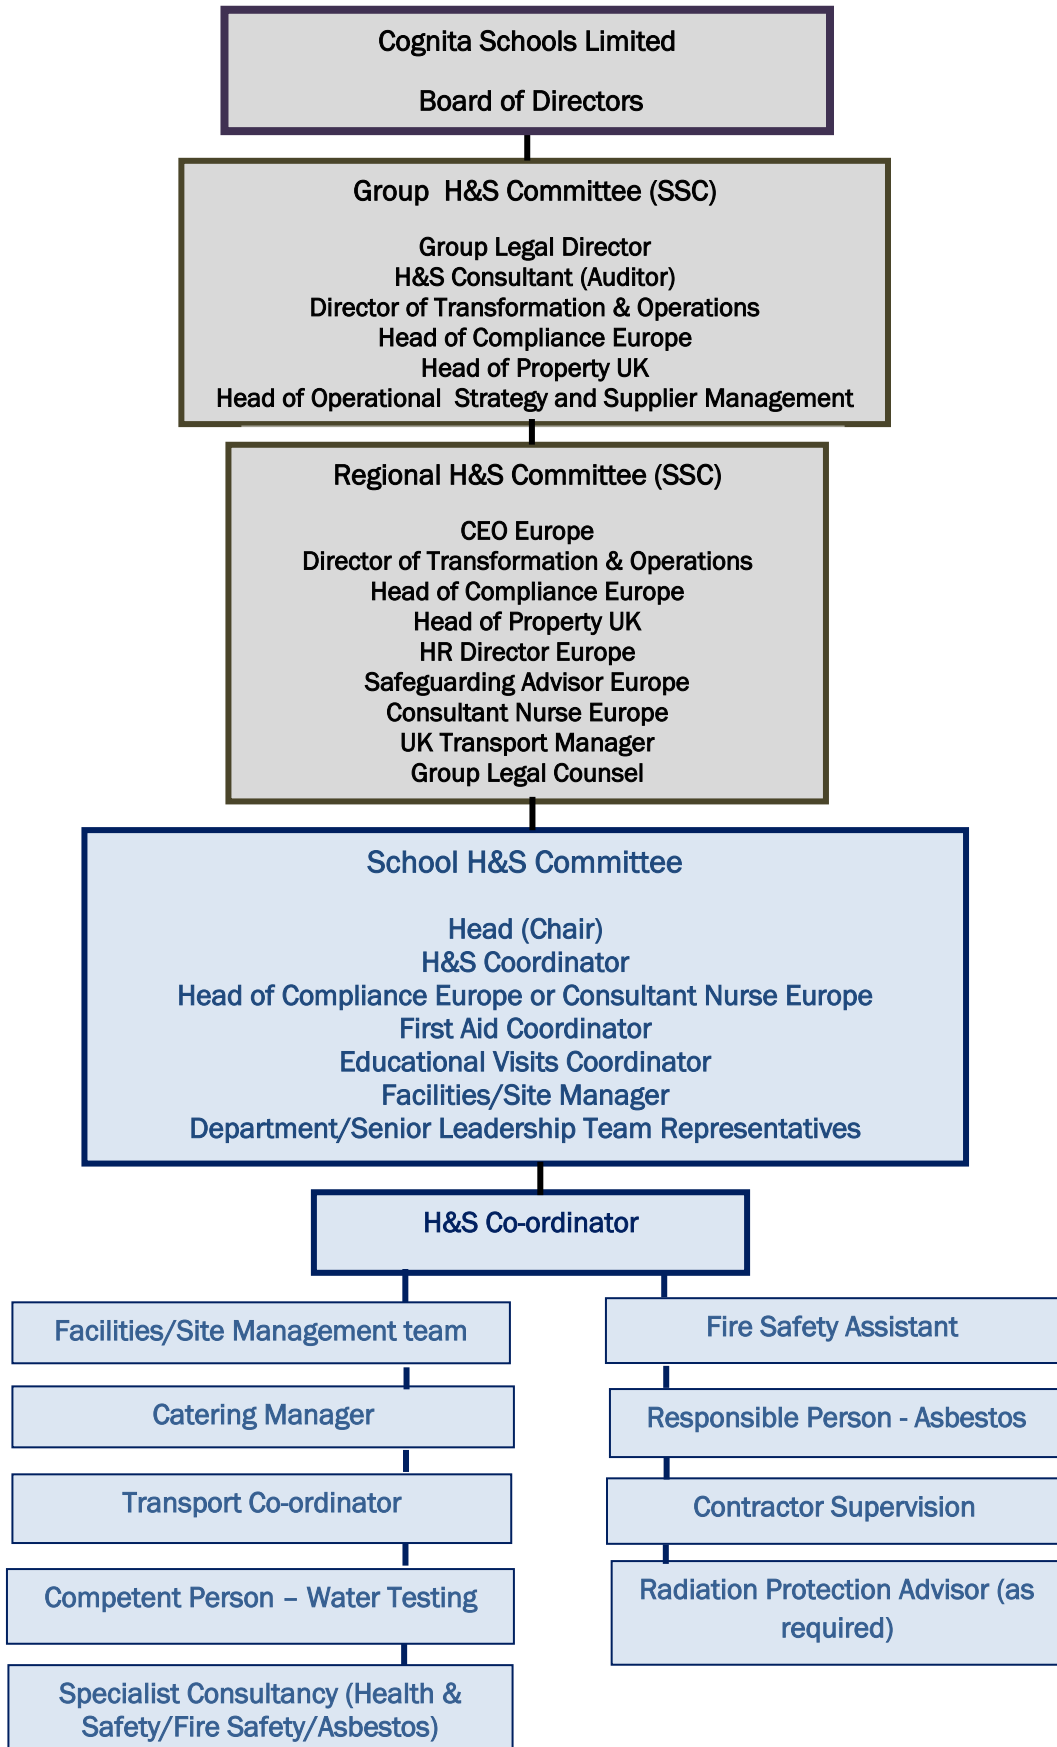 Cognita Schools Limited
Board of Directors
Group H&S Committee (SSC)
Group Legal Director
H&S Consultant (Auditor)
Director of Transformation & Operations
Head of Compliance Europe
Head of Property UK
Head of Operational Strategy and Supplier Management
Regional H&S Committee (SSC)
CEO Europe
Director of Transformation & Operations
Head of Compliance Europe
Head of Property UK
HR Director Europe
Safeguarding Advisor Europe
Consultant Nurse Europe
UK Transport Manager
Group Legal Counsel
School H&S Committee
Head (Chair)
H&S Coordinator
Head of Compliance Europe or Consultant Nurse Europe
First Aid Coordinator
Educational Visits Coordinator
Facilities/Site Manager
Department/Senior Leadership Team Representatives
H&S Co-ordinator
Facilities/Site Management team
Catering Manager
Transport Co-ordinator
Competent Person – Water Testing
Specialist Consultancy (Health &
Safety/Fire Safety/Asbestos)
Fire Safety Assistant
Responsible Person - Asbestos
Contractor Supervision
Radiation Protection Advisor (as
required)